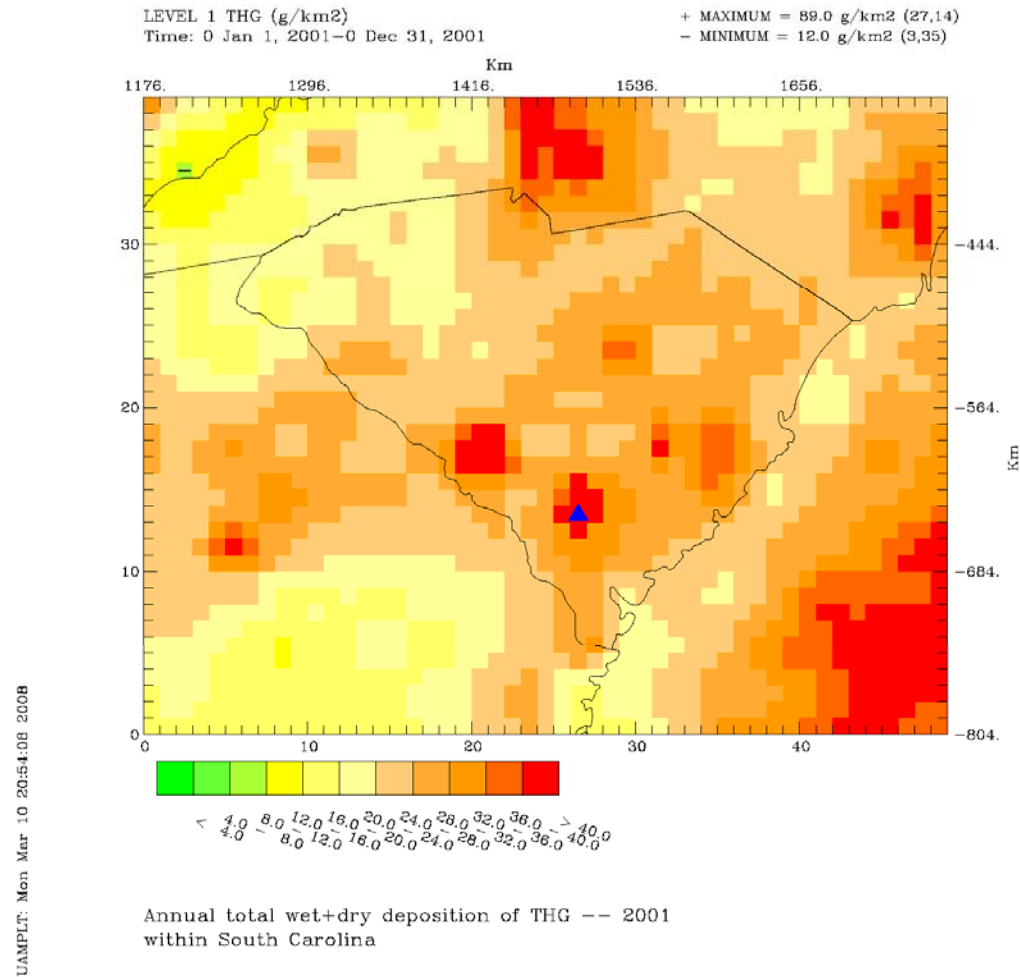 LEVEL 1 THG (g/km2)
Time: 0 Jan 1, 2001-0 Dec 31, 2001
+ MAXIMUM = 89.0 g/km2 (27,14)
- MINIMUM = 12.0 g/km2 (3,35)
Km
1176. 1296. 1416. 1536. 1656.
30 -444.
20 -564.
10 -684.
0 -804.
Km
0 10 20 30 40
< 4.0
4.0 - 8.0
8.0 - 12.0
12.0 - 16.0
16.0 - 20.0
20.0 - 24.0
24.0 - 28.0
28.0 - 32.0
32.0 - 36.0
36.0 - 40.0
> 40.0
Annual total wet+dry deposition of THG -- 2001
within South Carolina
UAMPLT: Mon Mar 10 20:54:08 2008